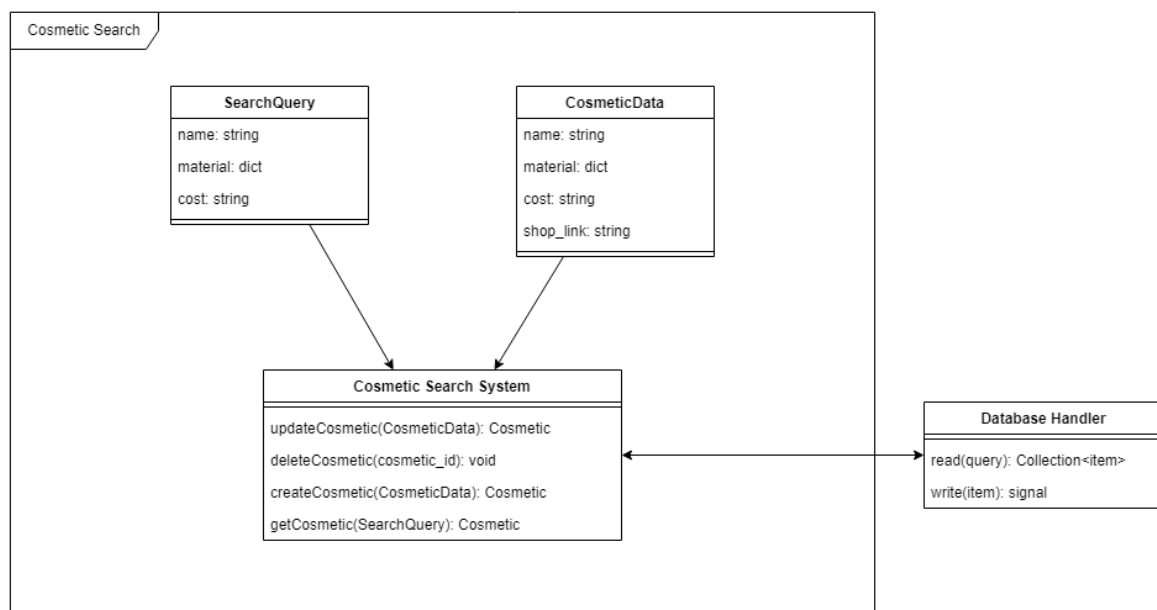 Cosmetic Search
SearchQuery
name: string
material: dict
cost: string
CosmeticData
name: string
material: dict
cost: string
shop_link: string
Cosmetic Search System
updateCosmetic(CosmeticData): Cosmetic
deleteCosmetic(cosmetic_id): void
createCosmetic(CosmeticData): Cosmetic
getCosmetic(SearchQuery): Cosmetic
Database Handler
read(query): Collection<item>
write(item): signal